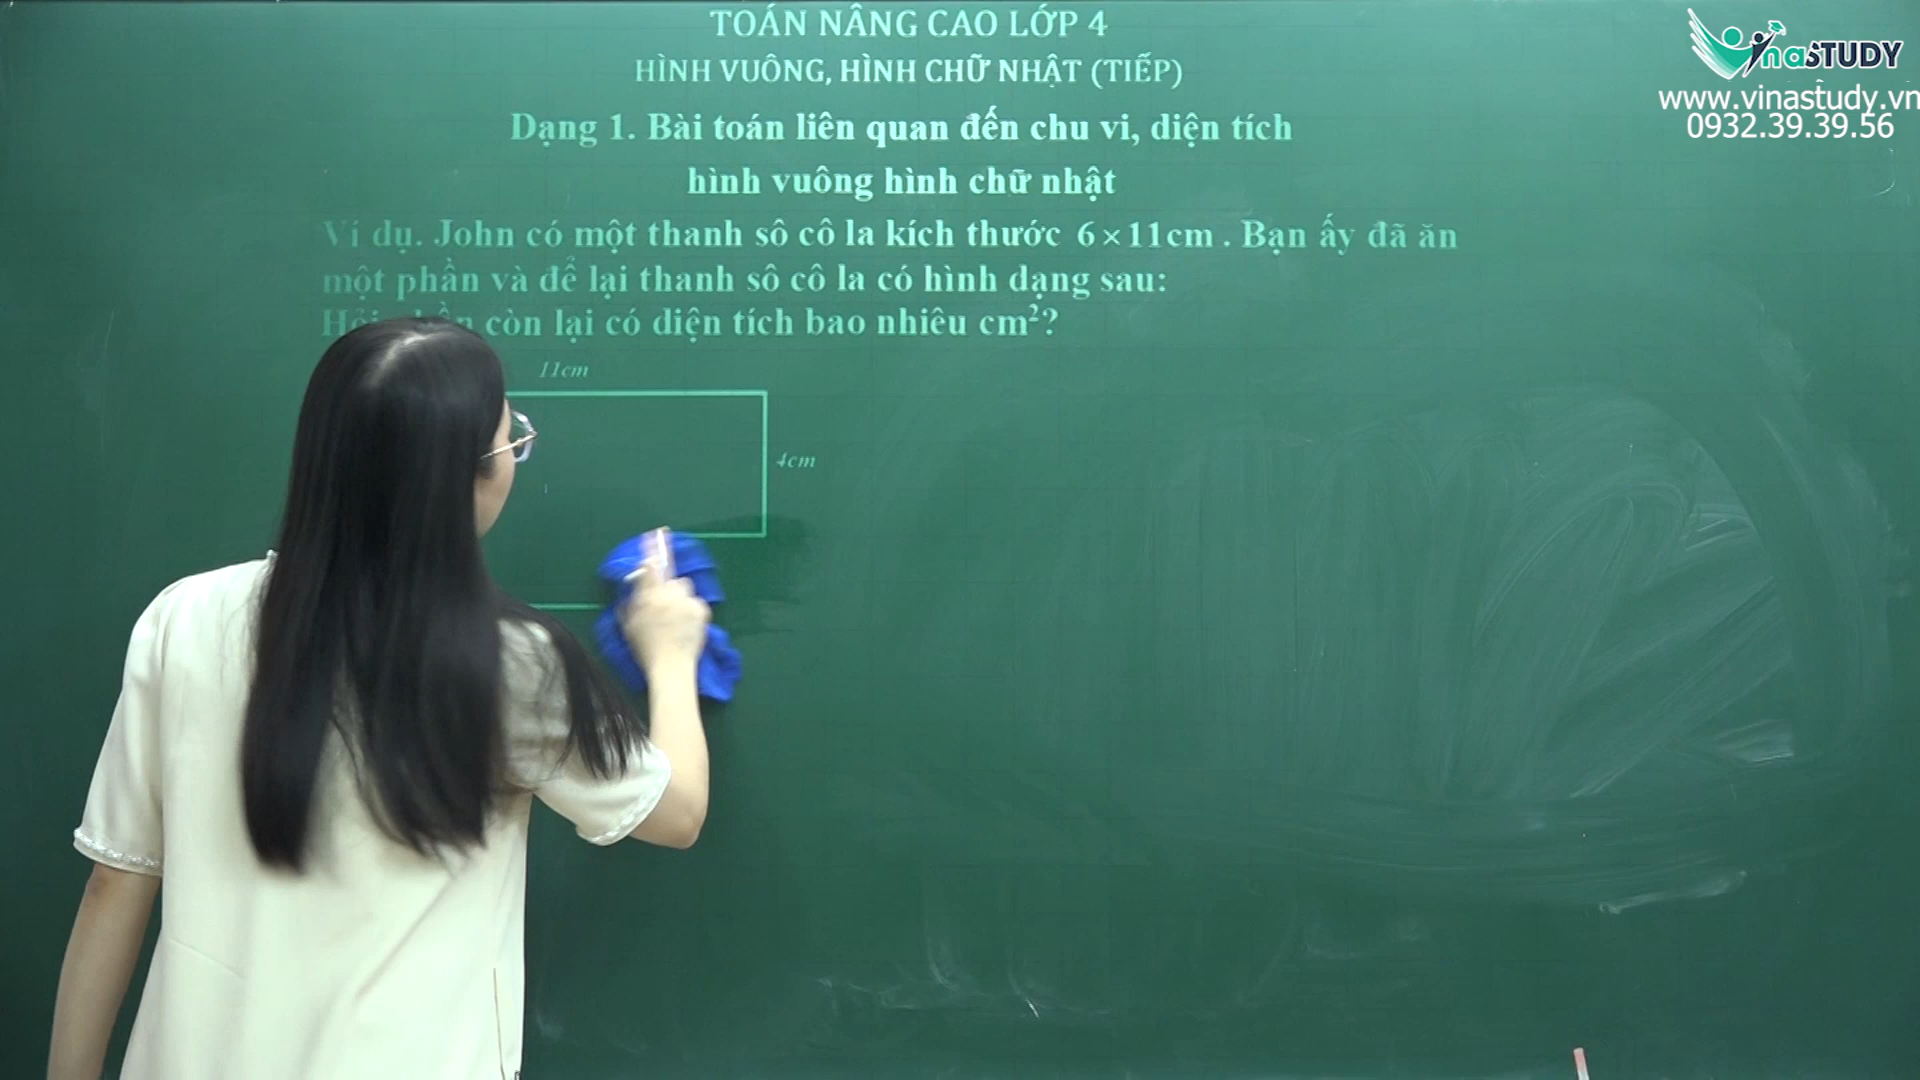 TOÁN NÂNG CAO LỚP 4
HÌNH VUÔNG, HÌNH CHỮ NHẬT (TIẾP)
Dạng 1. Bài toán liên quan đến chu vi, diện tích
hình vuông hình chữ nhật
Ví dụ. John có một thanh sô cô la kích thước 6×11cm. Bạn ấy đã ăn
một phần và để lại thanh sô cô la có hình dạng sau:
còn lại có diện tích bao nhiêu cm²?
11cm
4cm
VinaSTUDY
www.vinastudy.vn
0932.39.39.56